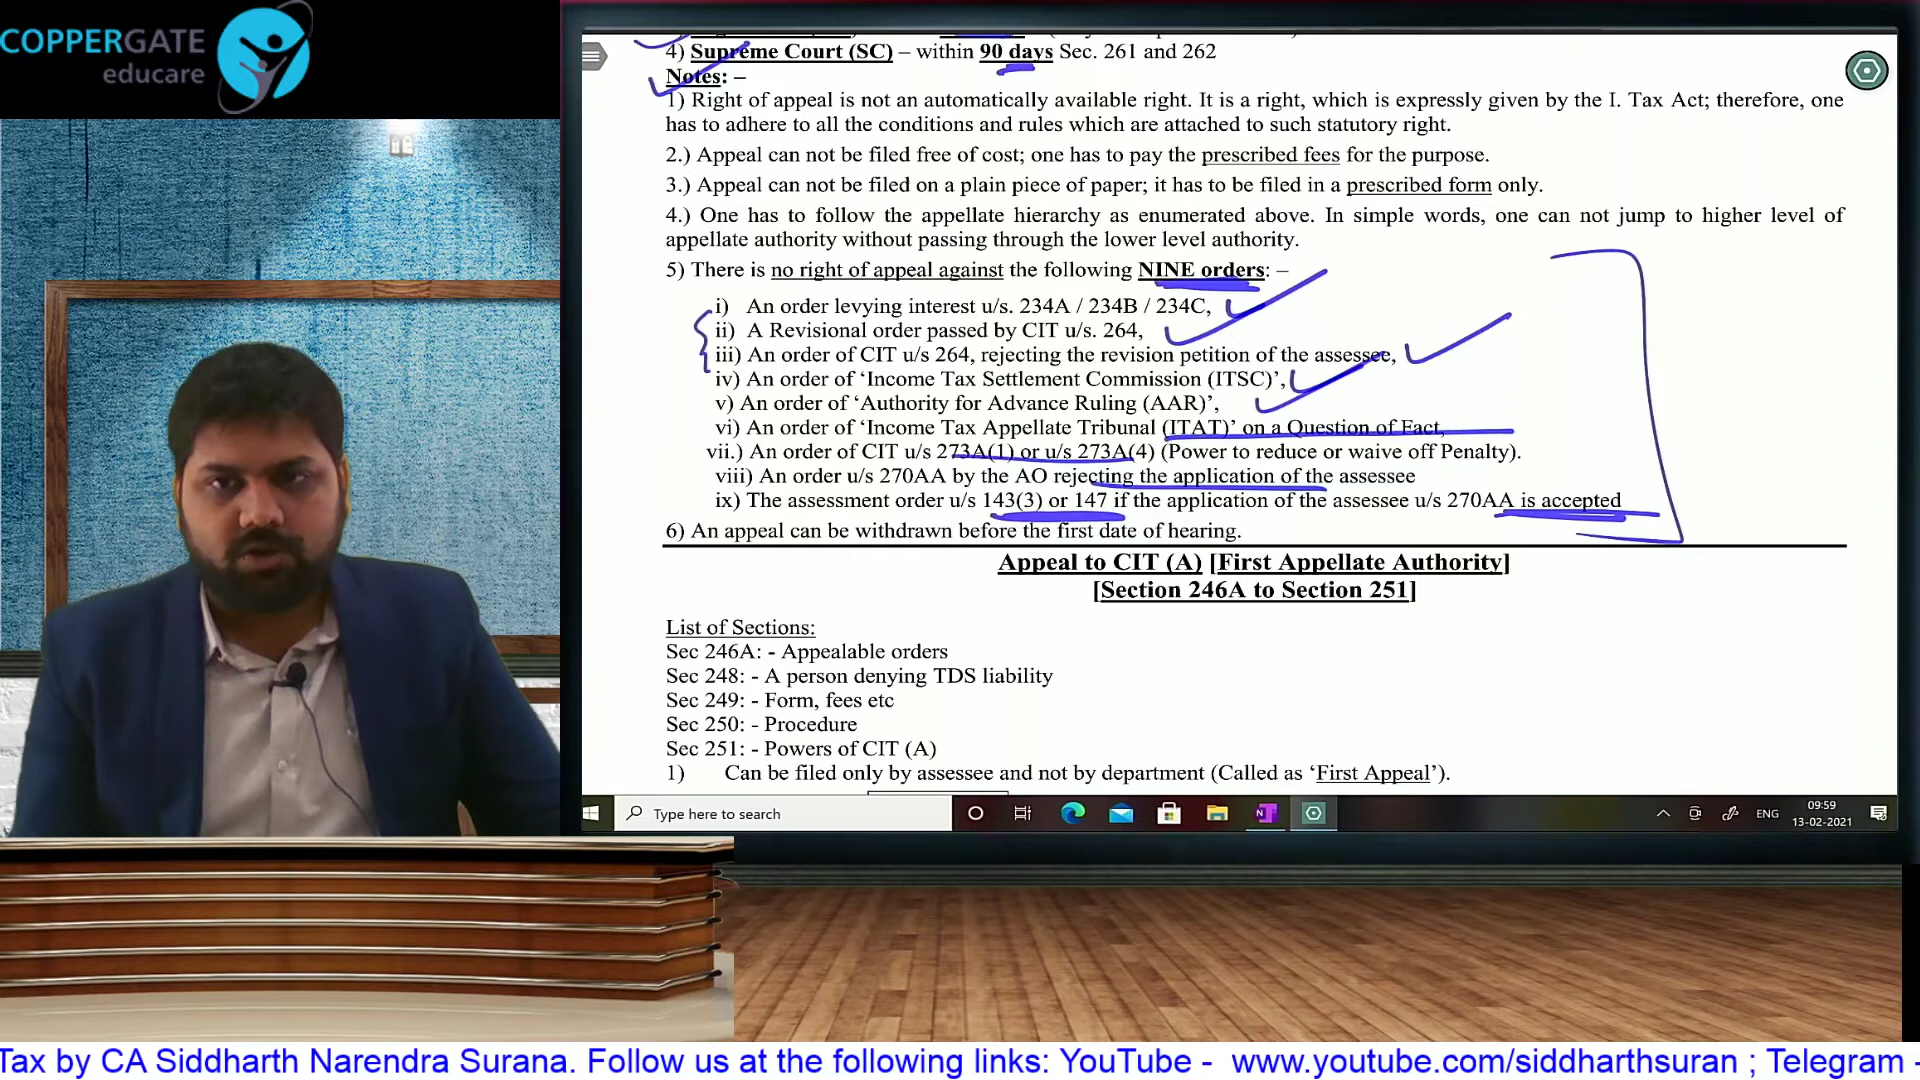 COPPERGATE
educare
4) Supreme Court (SC) – within 90 days Sec. 261 and 262
Notes: –
1) Right of appeal is not an automatically available right. It is a right, which is expressly given by the I. Tax Act; therefore, one
has to adhere to all the conditions and rules which are attached to such statutory right.
2.) Appeal can not be filed free of cost; one has to pay the prescribed fees for the purpose.
3.) Appeal can not be filed on a plain piece of paper; it has to be filed in a prescribed form only.
4.) One has to follow the appellate hierarchy as enumerated above. In simple words, one can not jump to higher level of
appellate authority without passing through the lower level authority.
5) There is no right of appeal against the following NINE orders: –
i) An order levying interest u/s. 234A / 234B / 234C,
ii) A Revisional order passed by CIT u/s. 264,
iii) An order of CIT u/s 264, rejecting the revision petition of the assessee,
iv) An order of ‘Income Tax Settlement Commission (ITSC)’,
v) An order of ‘Authority for Advance Ruling (AAR)’,
vi) An order of ‘Income Tax Appellate Tribunal (ITAT)’ on a Question of Fact,
vii.) An order of CIT u/s 273A(1) or u/s 273A(4) (Power to reduce or waive off Penalty).
viii) An order u/s 270AA by the AO rejecting the application of the assessee
ix) The assessment order u/s 143(3) or 147 if the application of the assessee u/s 270AA is accepted
6) An appeal can be withdrawn before the first date of hearing.
Appeal to CIT (A) [First Appellate Authority]
[Section 246A to Section 251]
List of Sections:
Sec 246A: - Appealable orders
Sec 248: - A person denying TDS liability
Sec 249: - Form, fees etc
Sec 250: - Procedure
Sec 251: - Powers of CIT (A)
1) Can be filed only by assessee and not by department (Called as ‘First Appeal’).
Type here to search
ENG
09:59
13-02-2021
Tax by CA Siddharth Narendra Surana. Follow us at the following links: YouTube - www.youtube.com/siddharthsuran ; Telegram -